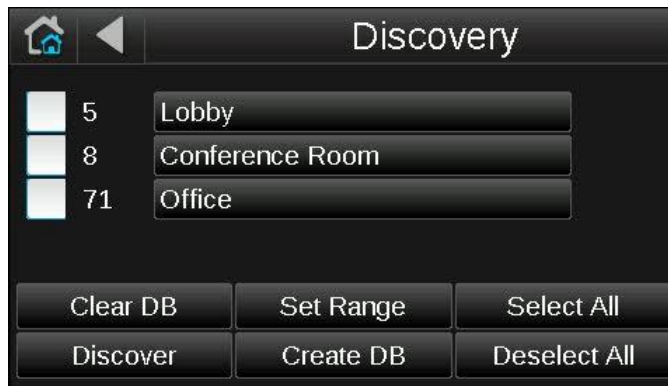 Discovery
5 Lobby
8 Conference Room
71 Office
Clear DB Set Range Select All
Discover Create DB Deselect All